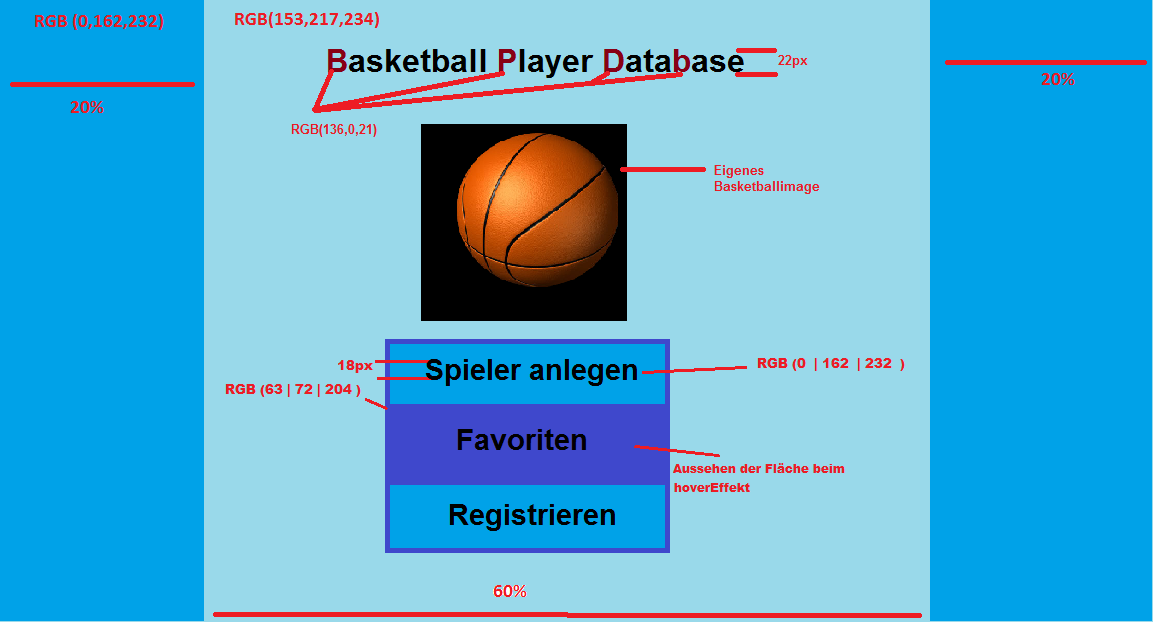 RGB (0,162,232)
RGB(153,217,234)
Basketball Player Database
22px
20%
20%
RGB(136,0,21)
Eigenes
Basketballimage
18px
Spieler anlegen
RGB (0 | 162 | 232 )
RGB (63 | 72 | 204 )
Favoriten
Aussehen der Fläche beim
hoverEffekt
Registrieren
60%